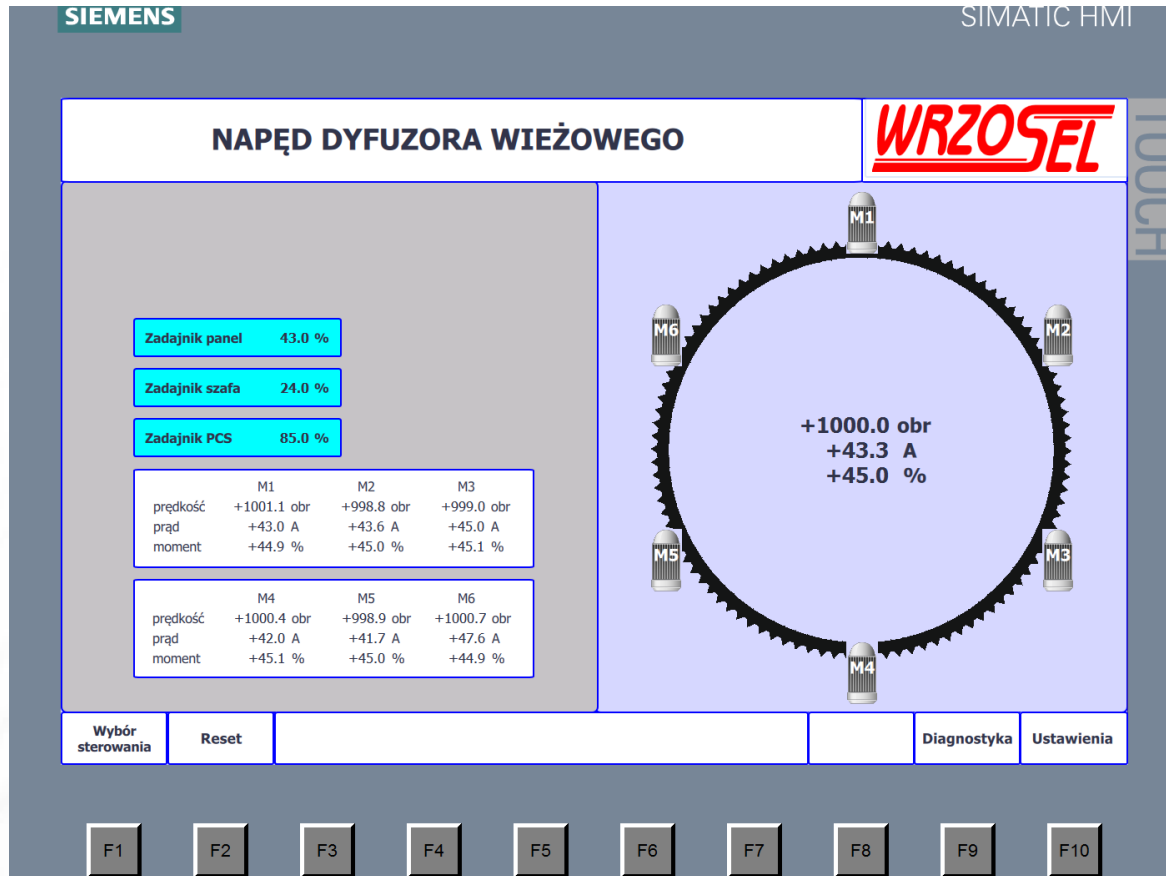 SIEMENS
SIMATIC HMI
TOUCH
NAPĘD DYFUZORA WIEŻOWEGO
WRZOSEL
Zadajnik panel 43.0 %
Zadajnik szafa 24.0 %
Zadajnik PCS 85.0 %
M1 M2 M3
prędkość +1001.1 obr +998.8 obr +999.0 obr
prąd +43.0 A +43.6 A +45.0 A
moment +44.9 % +45.0 % +45.1 %
M4 M5 M6
prędkość +1000.4 obr +998.9 obr +1000.7 obr
prąd +42.0 A +41.7 A +47.6 A
moment +45.1 % +45.0 % +44.9 %
M1
M6
M2
+1000.0 obr
+43.3 A
+45.0 %
M5
M3
M4
Wybór
sterowania
Reset
Diagnostyka
Ustawienia
F1 F2 F3 F4 F5 F6 F7 F8 F9 F10